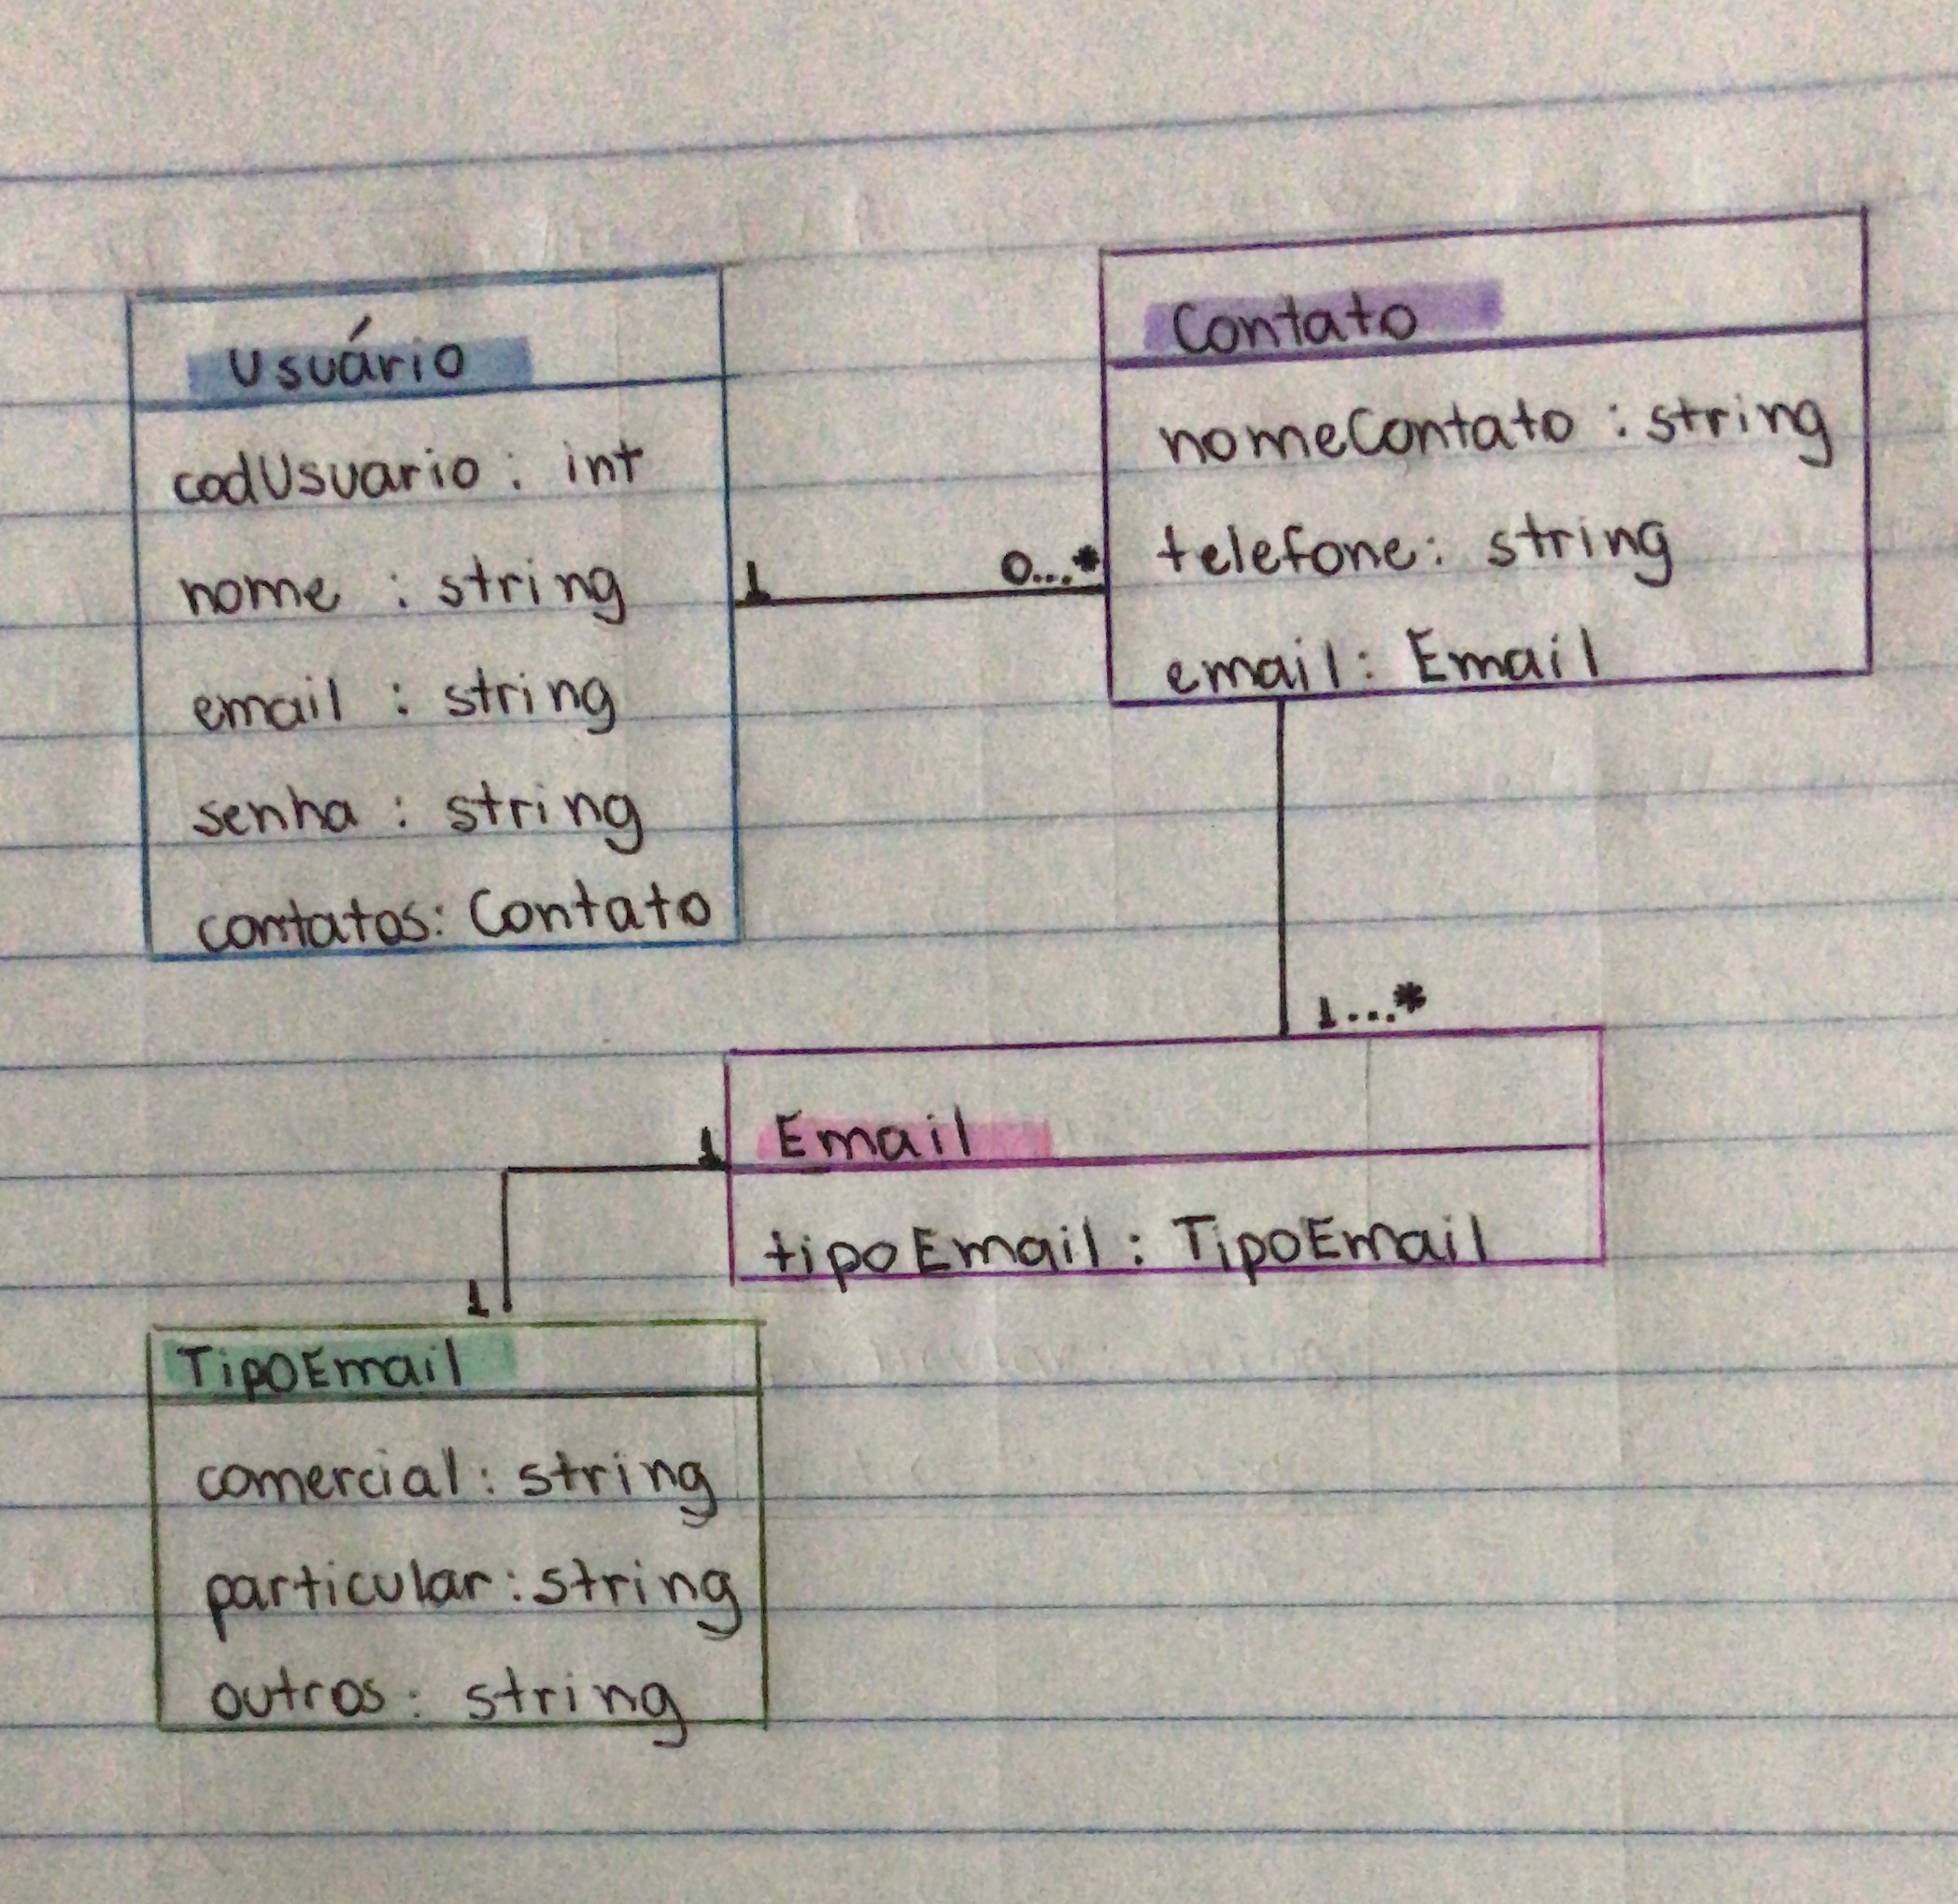 Usuário
codUsuario: int
nome : string
email : string
senha : string
contatos: Contato
1
0...*
Contato
nomeContato : string
telefone: string
email: Email
1...*
Email
tipoEmail : TipoEmail
1
1
TipoEmail
comercial: string
particular: string
outros: string